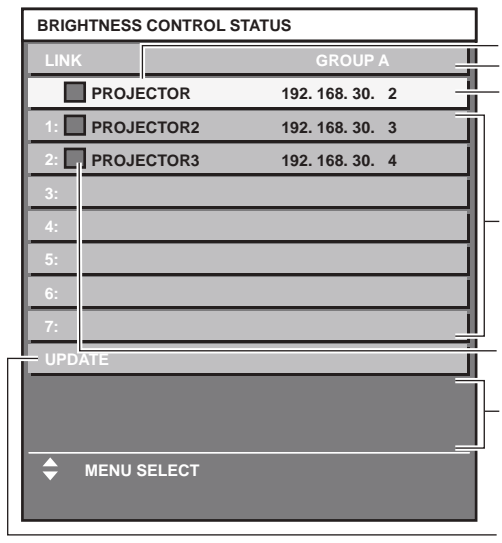 BRIGHTNESS CONTROL STATUS
LINK GROUP A
PROJECTOR 192. 168. 30. 2
1: PROJECTOR2 192. 168. 30. 3
2: PROJECTOR3 192. 168. 30. 4
3:
4:
5:
6:
7:
UPDATE
MENU SELECT